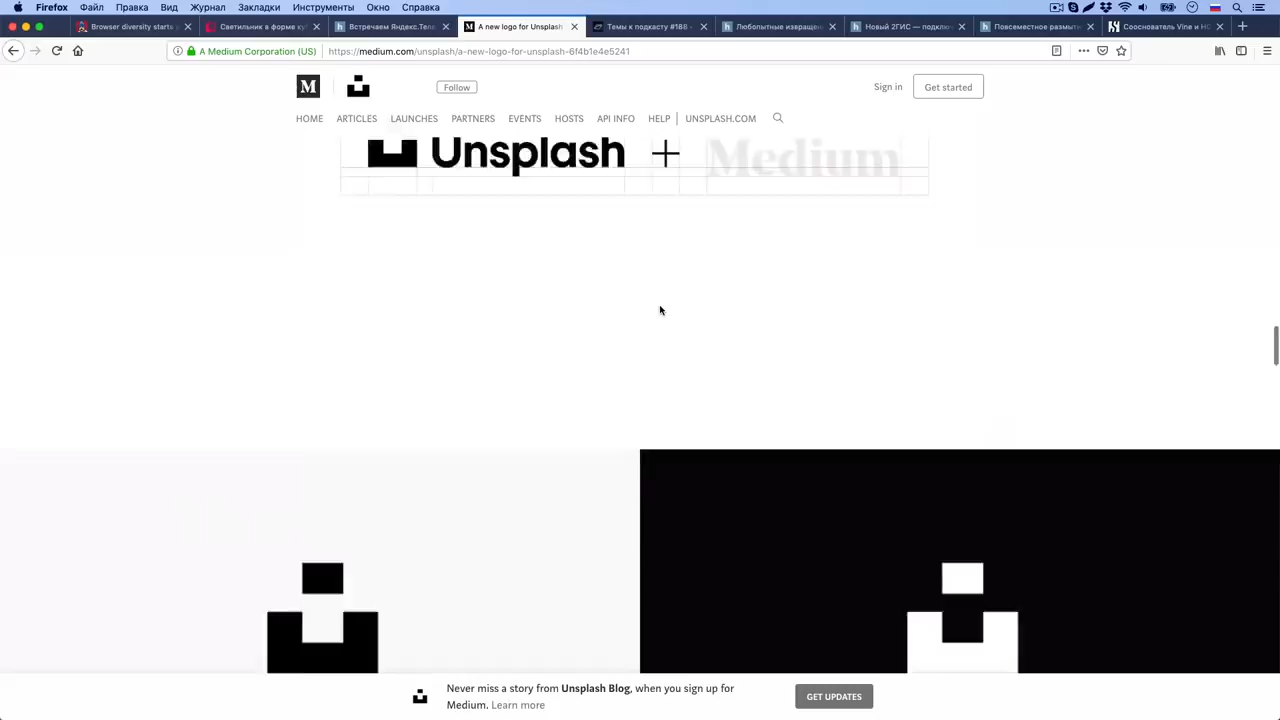 Firefox Файл Правка Вид Журнал Закладки Инструменты Окно Справка
Browser diversity starts Светильник в форме ку Встречаем Яндекс.Теле A new logo for Unsplash Темы к подкасту #188 Любопытные извращен Новый 2ГИС — подклю Повсеместное размыти Сооснователь Vine и HQ
A Medium Corporation (US) https://medium.com/unsplash/a-new-logo-for-unsplash-6f4b1e4e5241
M Follow Sign in Get started
HOME ARTICLES LAUNCHES PARTNERS EVENTS HOSTS API INFO HELP UNSPLASH.COM
Unsplash + Medium
Never miss a story from Unsplash Blog, when you sign up for
Medium. Learn more
GET UPDATES